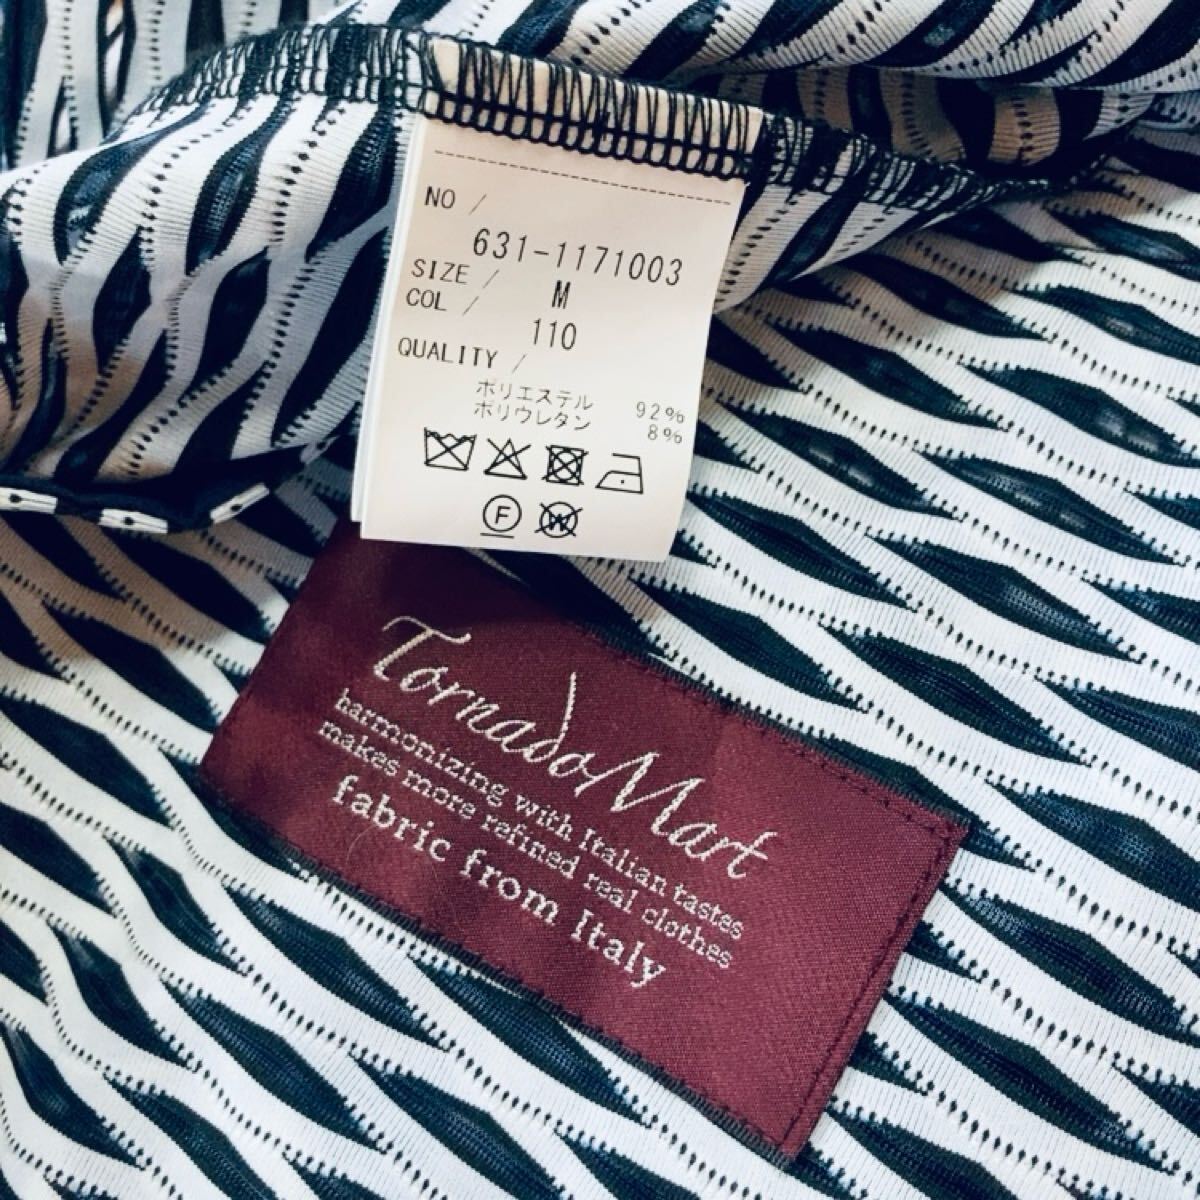 NO /
631-1171003
SIZE / M
COL / 110
QUALITY /
ポリエステル 92%
ポリウレタン 8%
F
W
TornadoMart
harmonizing with Italian tastes
makes more refined real clothes
fabric from Italy